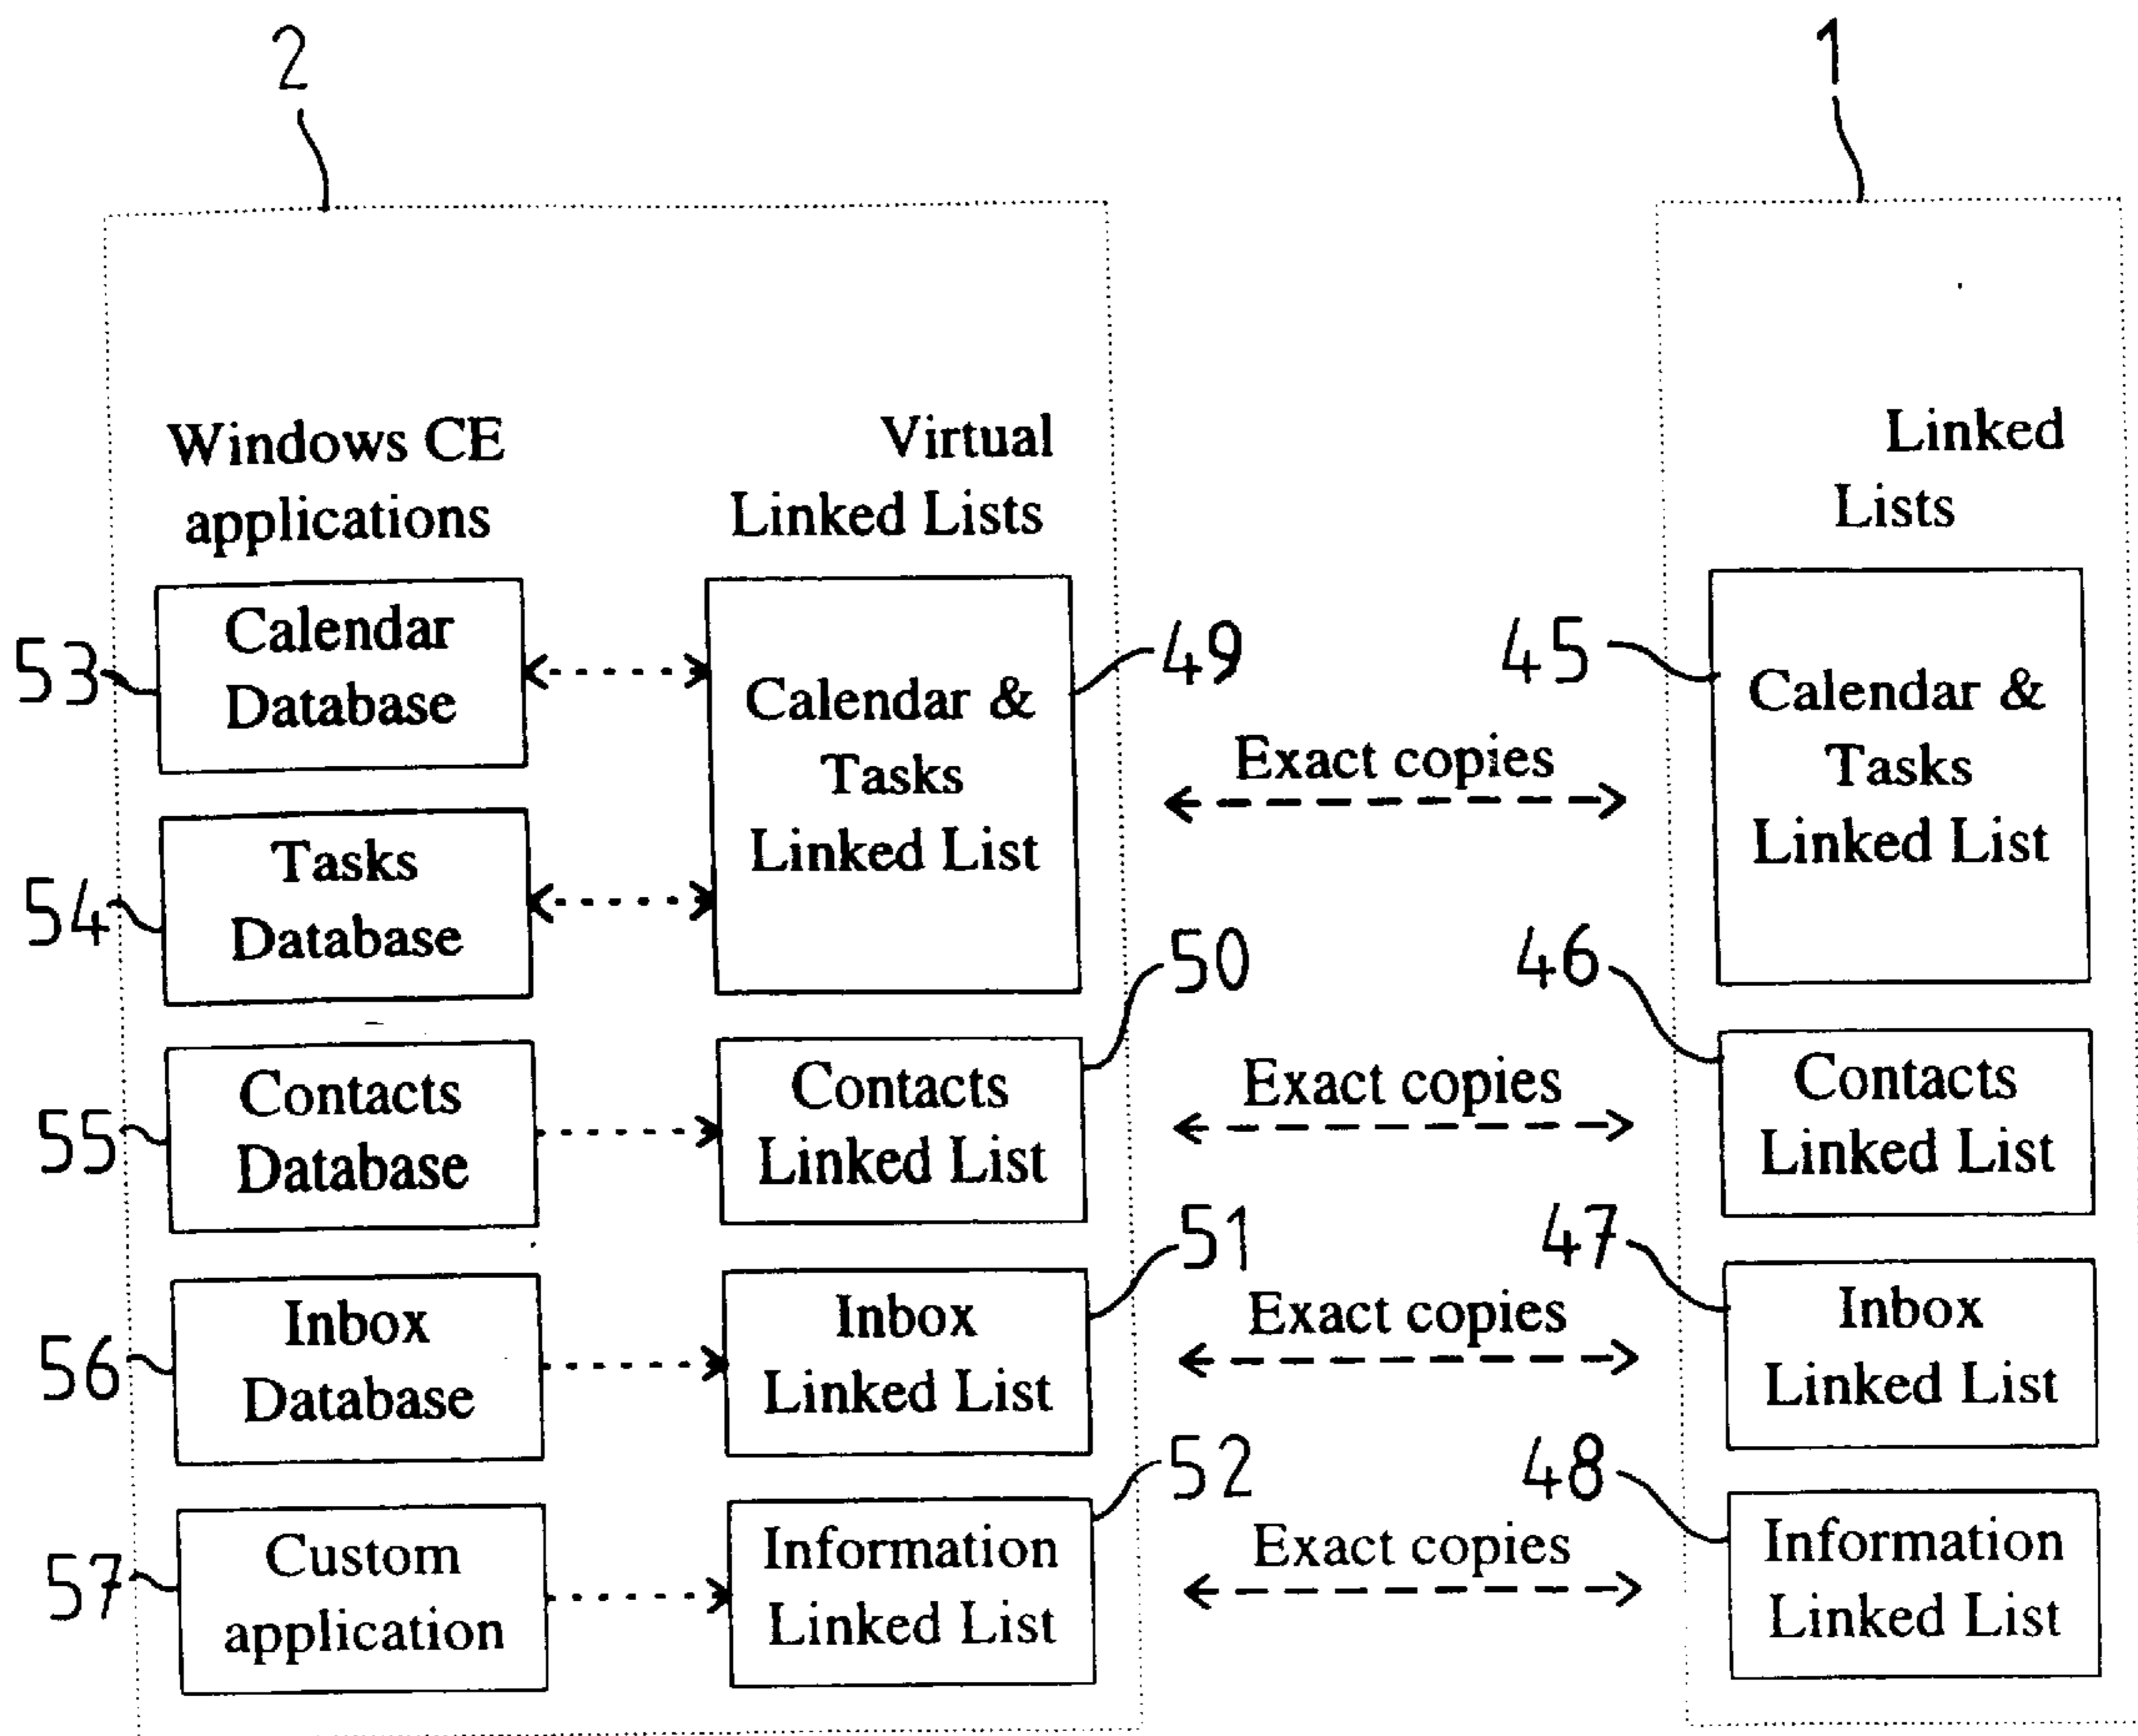 2
1
Windows CE
applications
Virtual
Linked Lists
Linked
Lists
53
Calendar
Database
54
Tasks
Database
49
Calendar &
Tasks
Linked List
Exact copies
45
Calendar &
Tasks
Linked List
55
Contacts
Database
50
Contacts
Linked List
Exact copies
46
Contacts
Linked List
56
Inbox
Database
51
Inbox
Linked List
Exact copies
47
Inbox
Linked List
57
Custom
application
52
Information
Linked List
Exact copies
48
Information
Linked List